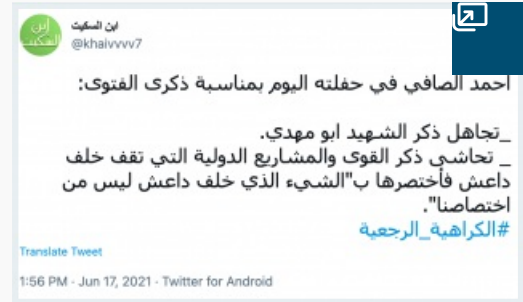 ابن السكيت
@khaivvvv7
احمد الصافي في حفلته اليوم بمناسبة ذكرى الفتوى:
_تجاهل ذكر الشهيد ابو مهدي.
_ تحاشى ذكر القوى والمشاريع الدولية التي تقف خلف
داعش فأختصرها ب"الشيء الذي خلف داعش ليس من
اختصاصنا".
#الكراهية_الرجعية
Translate Tweet
1:56 PM - Jun 17, 2021 - Twitter for Android